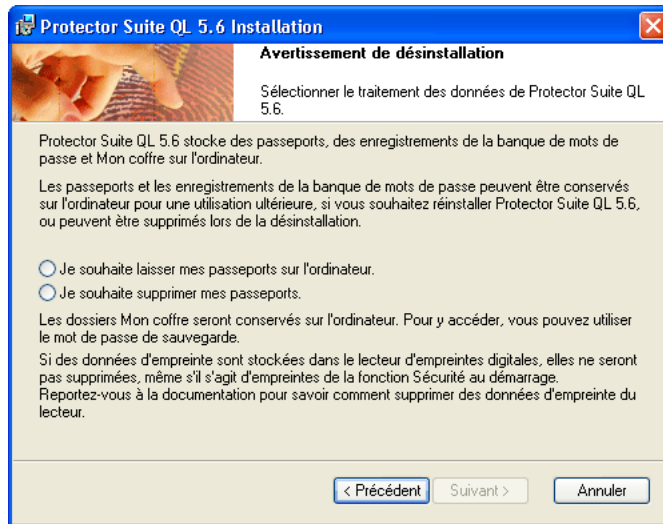 Protector Suite QL 5.6 Installation
Avertissement de désinstallation
Sélectionner le traitement des données de Protector Suite QL
5.6.
Protector Suite QL 5.6 stocke des passeports, des enregistrements de la banque de mots de
passe et Mon coffre sur l'ordinateur.
Les passeports et les enregistrements de la banque de mots de passe peuvent être conservés
sur l'ordinateur pour une utilisation ultérieure, si vous souhaitez réinstaller Protector Suite QL 5.6,
ou peuvent être supprimés lors de la désinstallation.
Je souhaite laisser mes passeports sur l'ordinateur.
Je souhaite supprimer mes passeports.
Les dossiers Mon coffre seront conservés sur l'ordinateur. Pour y accéder, vous pouvez utiliser
le mot de passe de sauvegarde.
Si des données d'empreinte sont stockées dans le lecteur d'empreintes digitales, elles ne seront
pas supprimées, même s'il s'agit d'empreintes de la fonction Sécurité au démarrage.
Reportez-vous à la documentation pour savoir comment supprimer des données d'empreinte du
lecteur.
< Précédent
Suivant >
Annuler